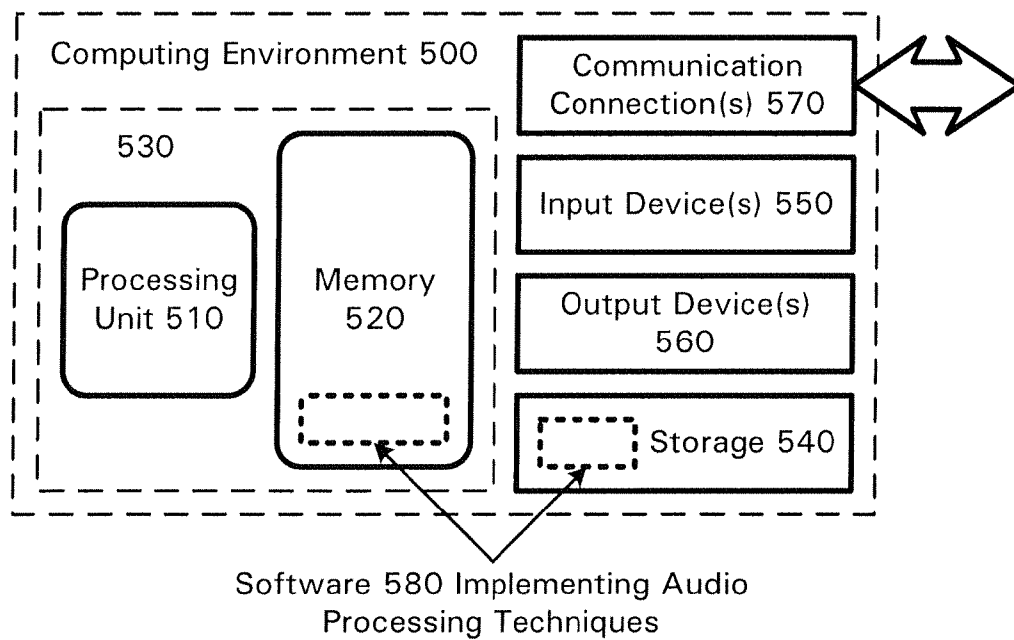 Computing Environment 500
Communication
Connection(s) 570
530
Input Device(s) 550
Processing
Unit 510
Memory
520
Output Device(s)
560
Storage 540
Software 580 Implementing Audio
Processing Techniques